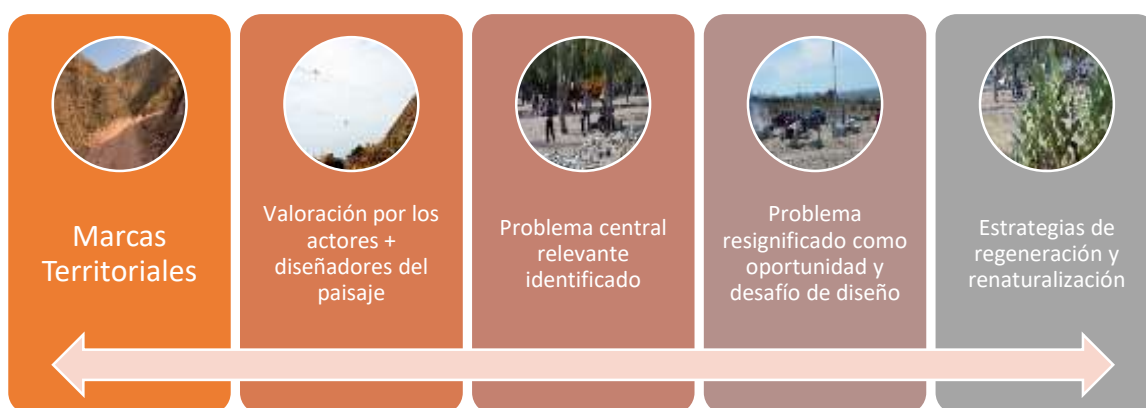 Marcas
Territoriales
Valoración por los
actores +
diseñadores del
paisaje
Problema central
relevante
identificado
Problema
resignificado como
oportunidad y
desafío de diseño
Estrategias de
regeneración y
renaturalización